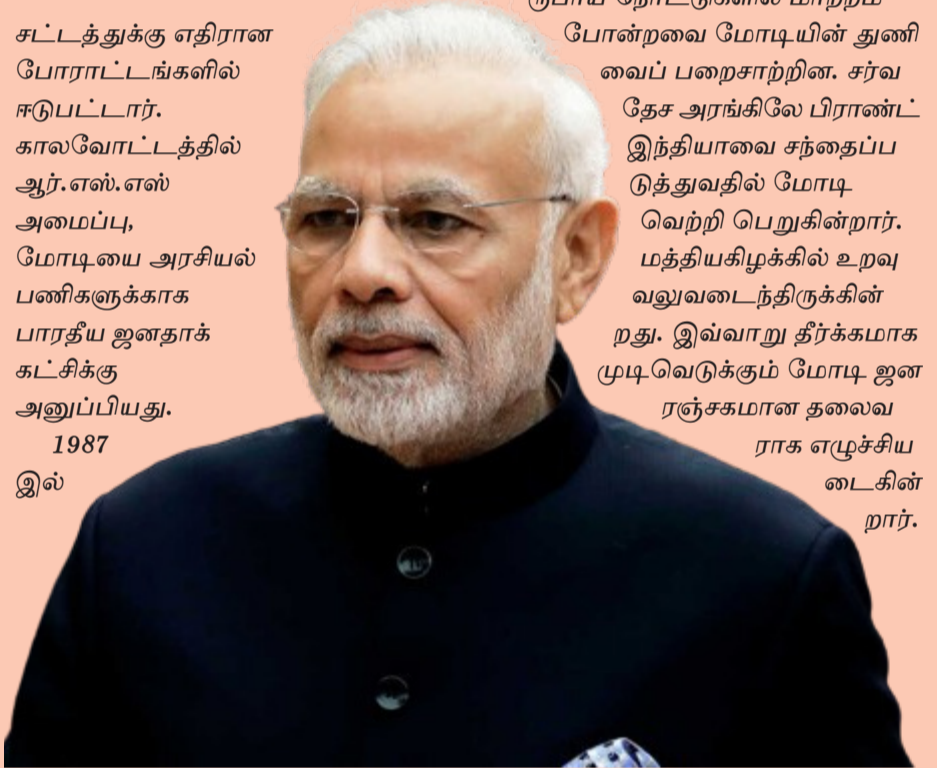 சட்டத்துக்கு எதிரான
போராட்டங்களில்
ஈடுபட்டார்.
காலவோட்டத்தில்
ஆர்.எஸ்.எஸ்
அமைப்பு,
மோடியை அரசியல்
பணிகளுக்காக
பாரதீய ஜனதாக்
கட்சிக்கு
அனுப்பியது.
1987
இல்
ரூபாய் நோட்டுகளில் மாற்றம்
போன்றவை மோடியின் துணி
வைப் பறைசாற்றின. சர்வ
தேச அரங்கிலே பிராண்ட்
இந்தியாவை சந்தைப்ப
டுத்துவதில் மோடி
வெற்றி பெறுகின்றார்.
மத்தியகிழக்கில் உறவு
வலுவடைந்திருக்கின்
றது. இவ்வாறு தீர்க்கமாக
முடிவெடுக்கும் மோடி ஜன
ரஞ்சகமான தலைவ
ராக எழுச்சிய
டைகின்
றார்.